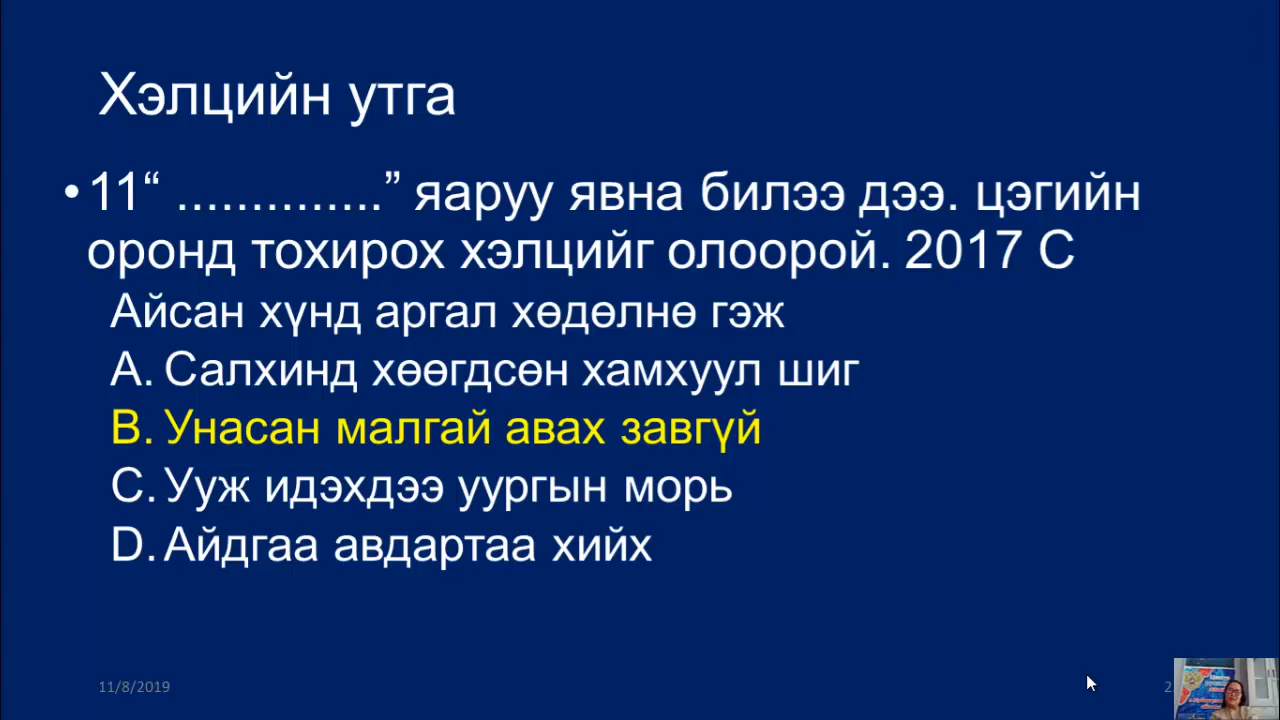 Хэлцийн утга
• 11“ ..............” яаруу явна билээ дээ. цэгийн
оронд тохирох хэлцийг олоорой. 2017 С
Айсан хүнд аргал хөдөлнө гэж
A. Салхинд хөөгдсөн хамхуул шиг
B. Унасан малгай авах завгүй
C. Ууж идэхдээ уургын морь
D. Айдгаа авдартаа хийх
11/8/2019
2